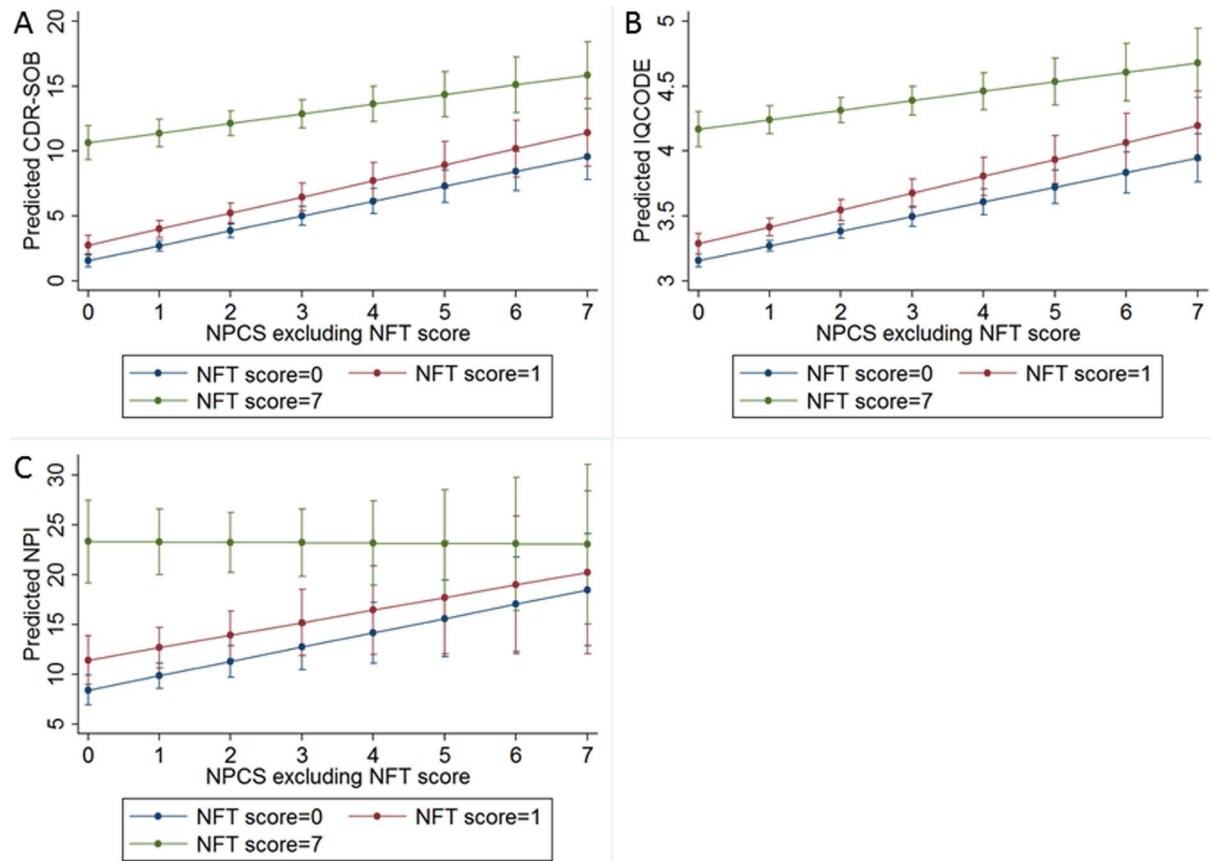 A
Predicted CDR-SOB
20
15
10
5
0
0 1 2 3 4 5 6 7
NPCS excluding NFT score
NFT score=0 NFT score=1
NFT score=7
B
Predicted IQCODE
5
4.5
4
3.5
3
0 1 2 3 4 5 6 7
NPCS excluding NFT score
NFT score=0 NFT score=1
NFT score=7
C
Predicted NPI
30
25
20
15
10
5
0 1 2 3 4 5 6 7
NPCS excluding NFT score
NFT score=0 NFT score=1
NFT score=7